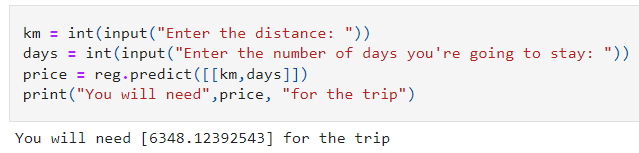 km = int(input("Enter the distance: "))
days = int(input("Enter the number of days you're going to stay: "))
price = reg.predict([[km,days]])
print("You will need",price, "for the trip")
You will need [6348.12392543] for the trip